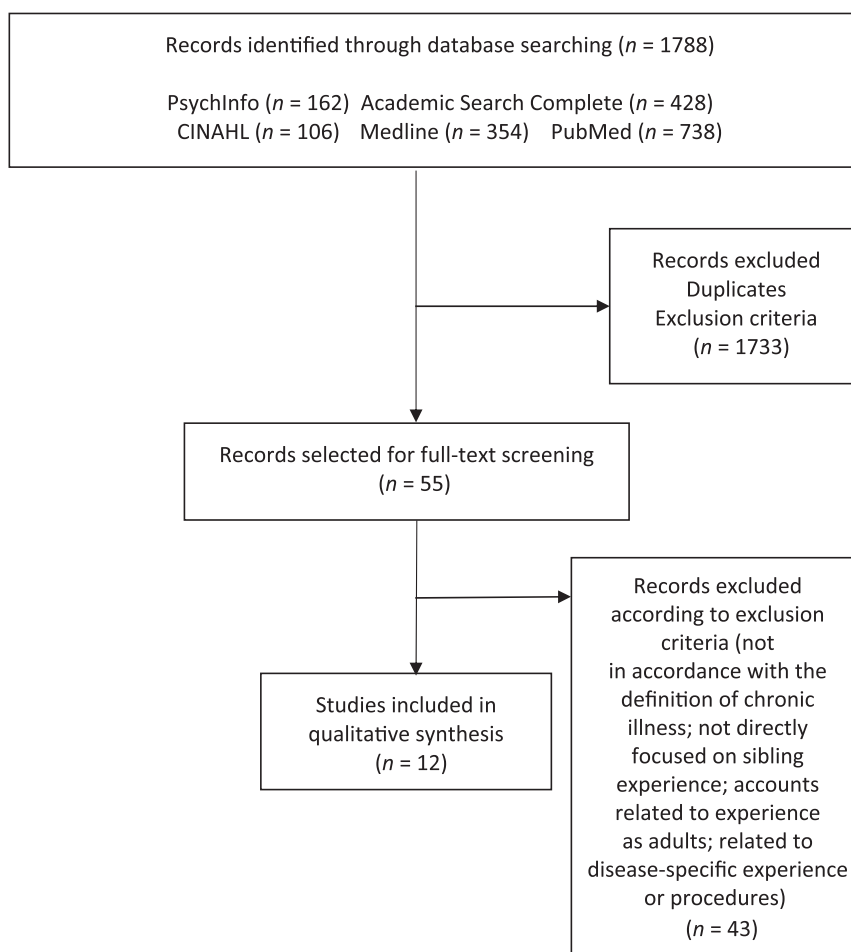 Records identified through database searching (n = 1788)
PsychInfo (n = 162) Academic Search Complete (n = 428)
CINAHL (n = 106) Medline (n = 354) PubMed (n = 738)
Records excluded
Duplicates
Exclusion criteria
(n = 1733)
Records selected for full-text screening
(n = 55)
Records excluded
according to exclusion
criteria (not
in accordance with the
definition of chronic
illness; not directly
focused on sibling
experience; accounts
related to experience
as adults; related to
disease-specific experience
or procedures)
(n = 43)
Studies included in
qualitative synthesis
(n = 12)